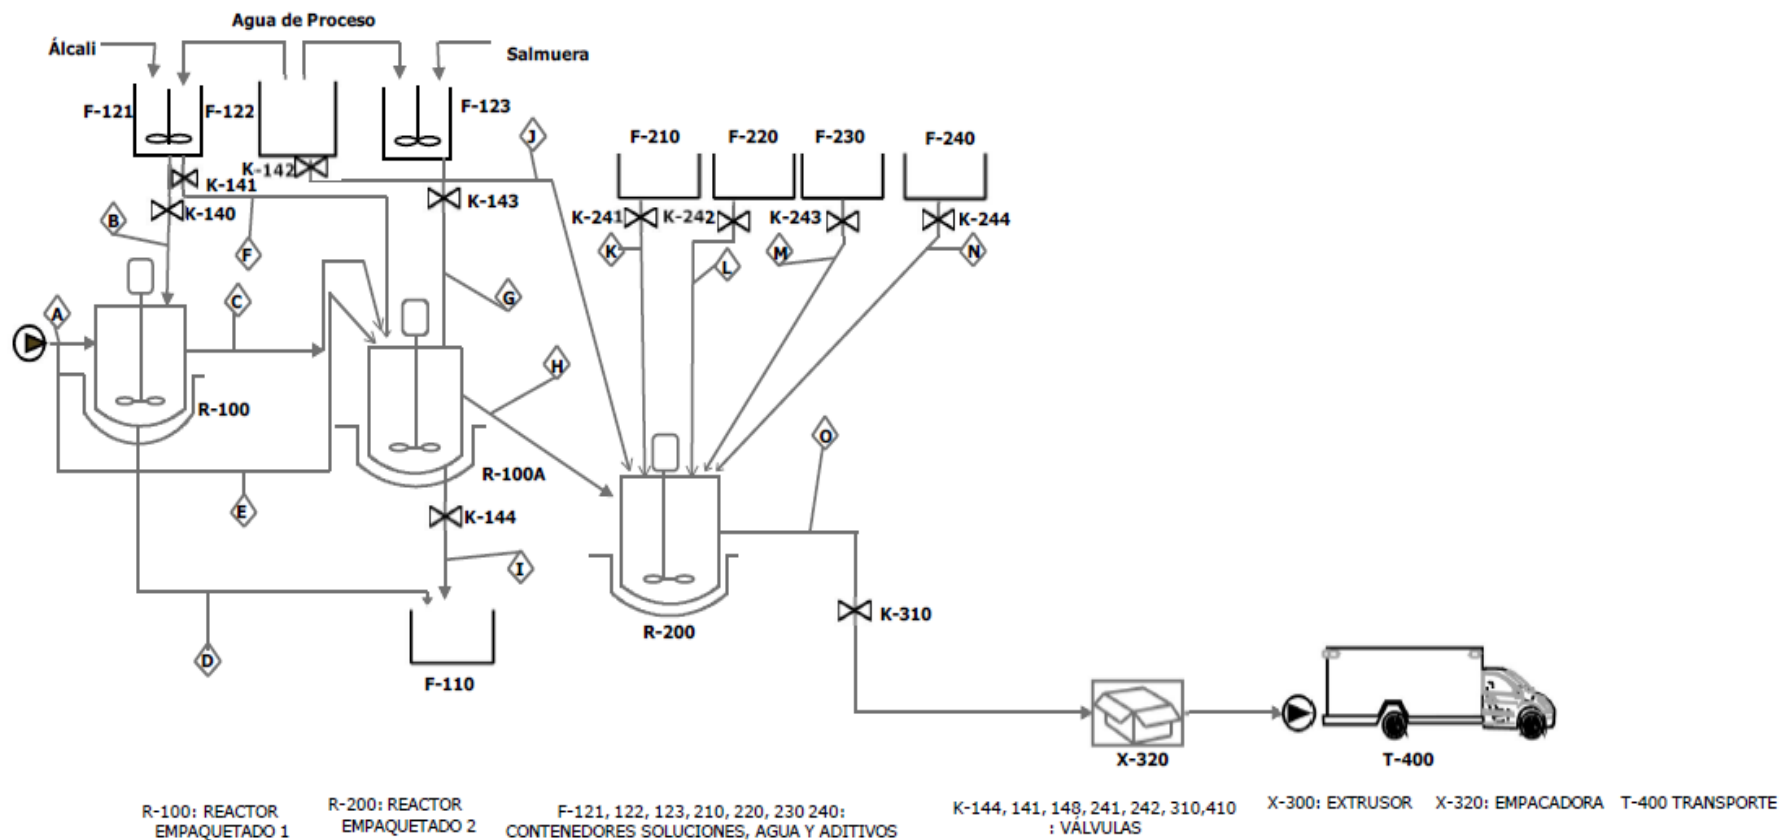 Agua de Proceso
Álcali
Salmuera
F-121
F-122
F-123
J
F-210
F-220
F-230
F-240
K-142
K-141
K-140
K-143
K-241
K-242
K-243
K-244
B
F
K
L
M
N
A
C
G
H
R-100
R-100A
O
E
K-144
I
K-310
R-200
D
F-110
X-320
T-400
R-100: REACTOR
EMPAQUETADO 1
R-200: REACTOR
EMPAQUETADO 2
F-121, 122, 123, 210, 220, 230 240:
CONTENEDORES SOLUCIONES, AGUA Y ADITIVOS
K-144, 141, 148, 241, 242, 310,410
: VÁLVULAS
X-300: EXTRUSOR
X-320: EMPACADORA
T-400 TRANSPORTE